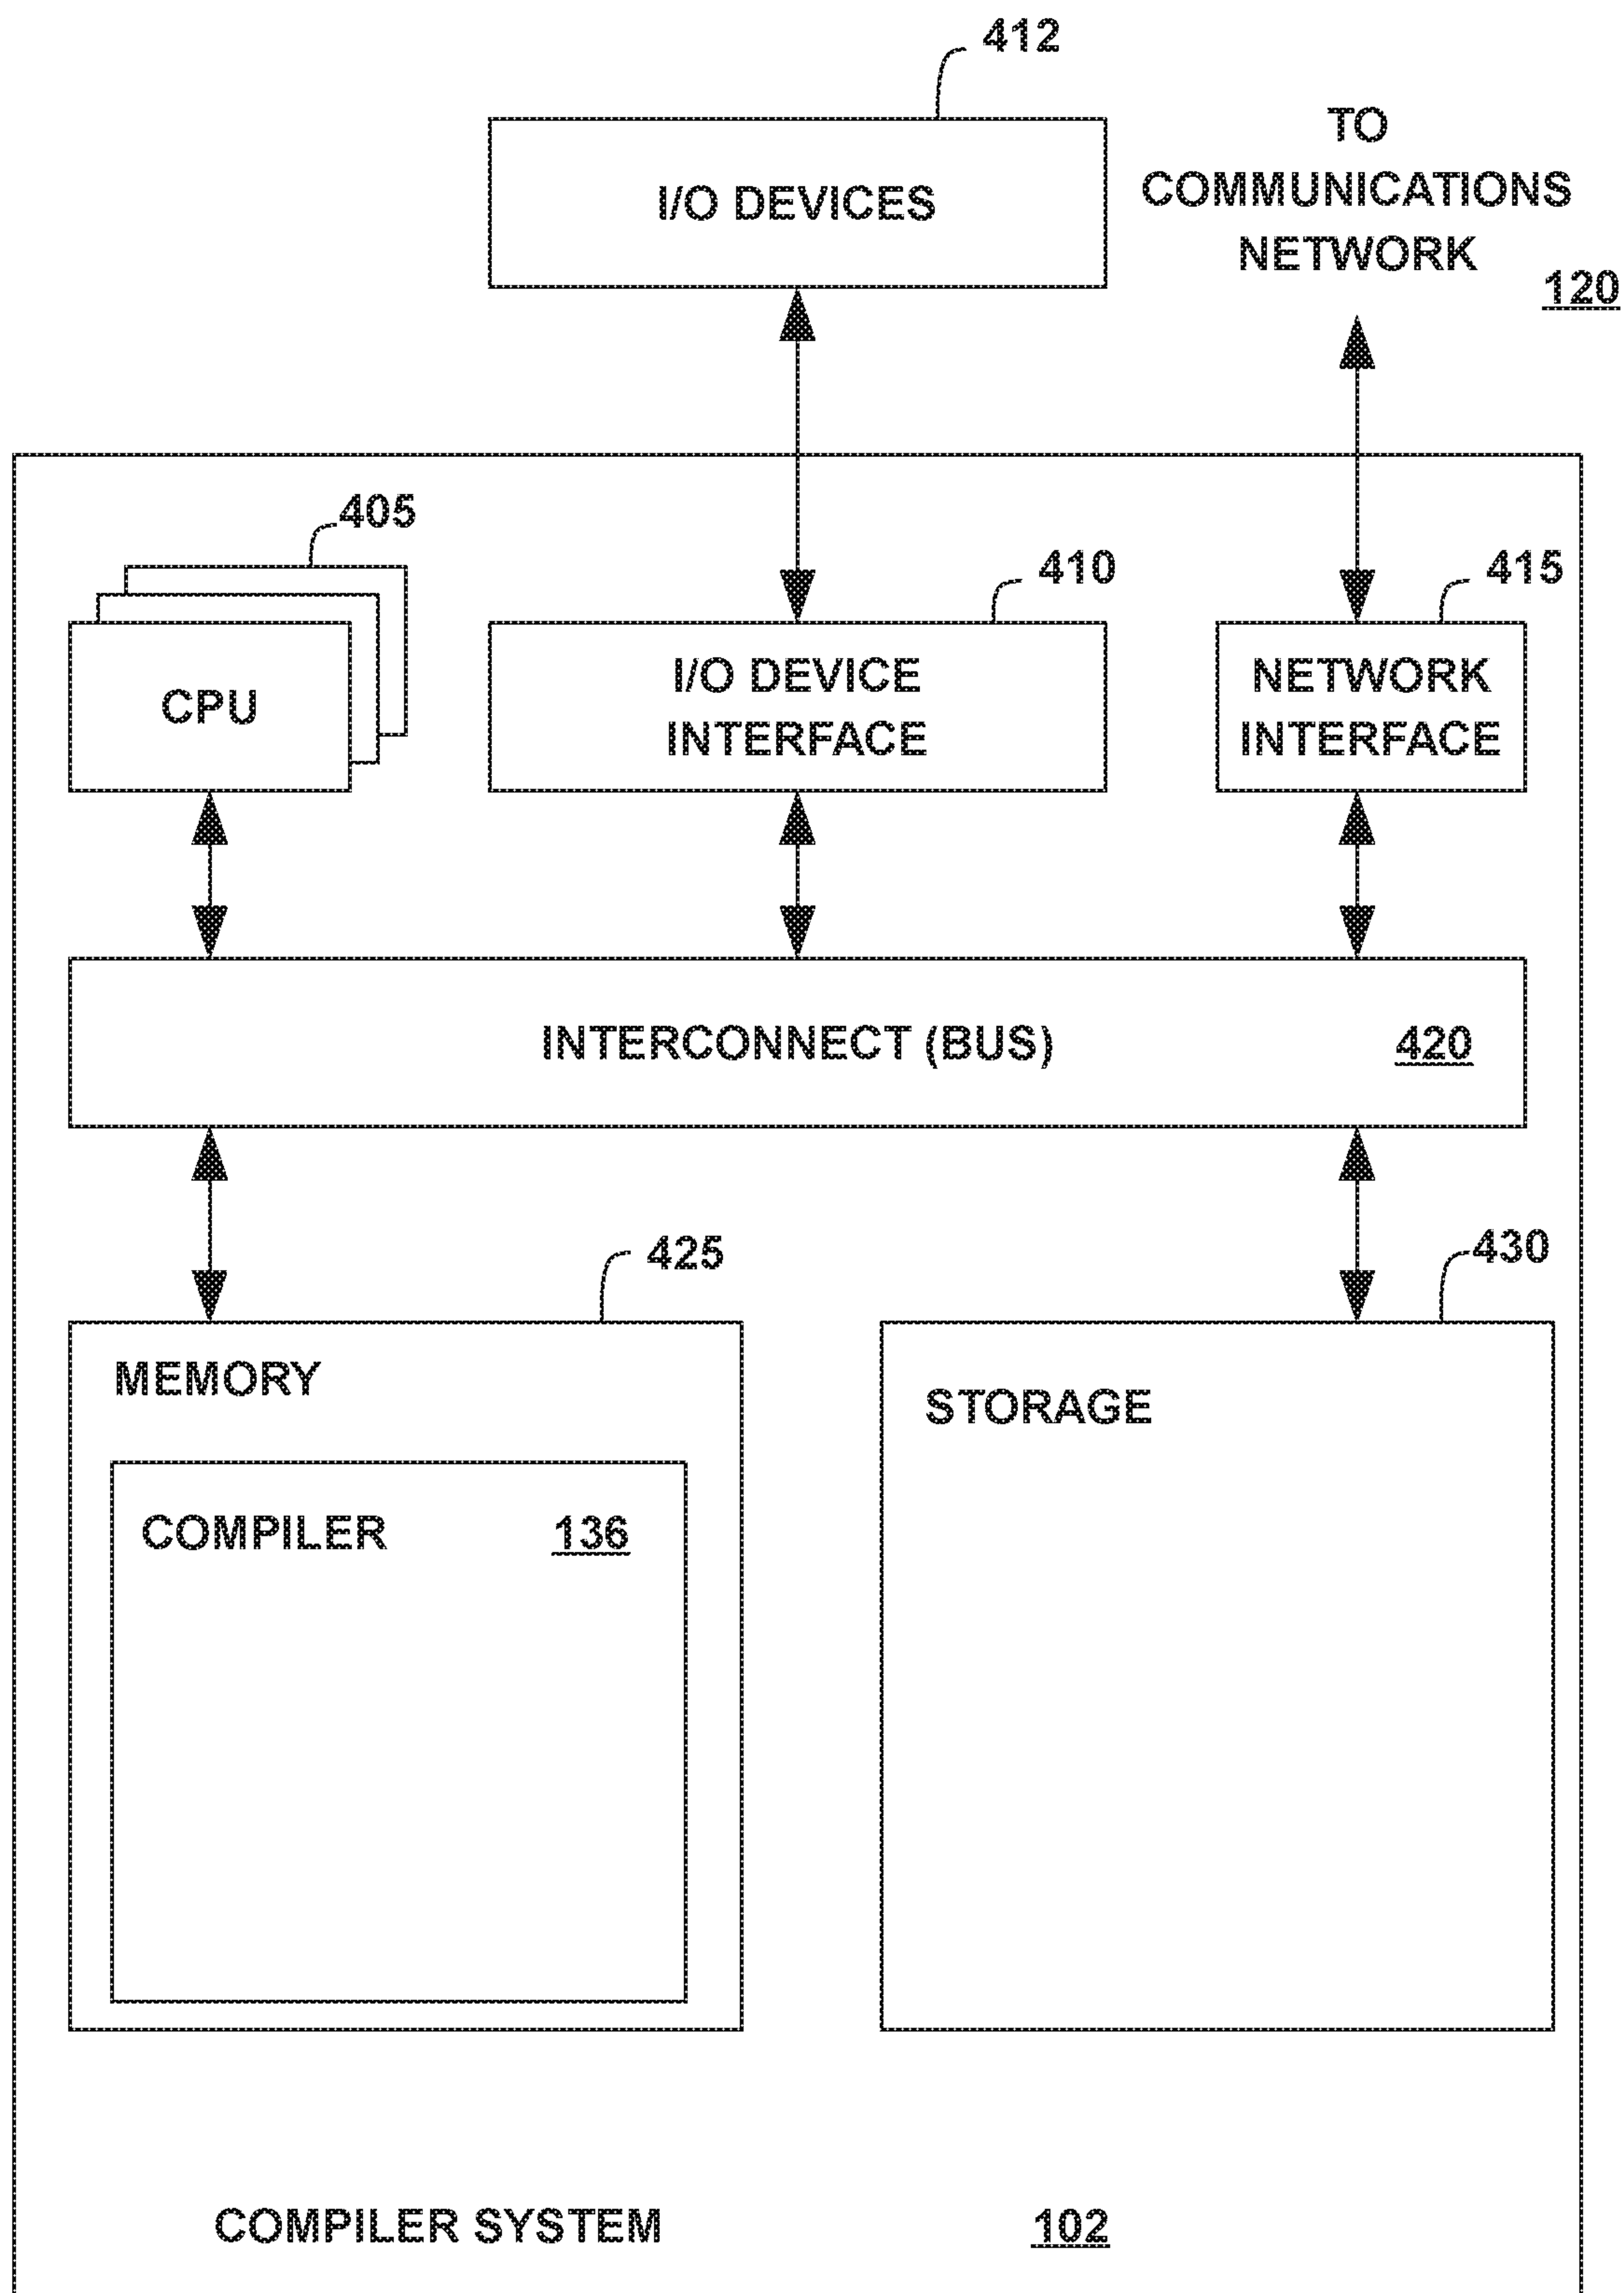 412
I/O DEVICES
TO
COMMUNICATIONS
NETWORK
120
405
CPU
410
I/O DEVICE
INTERFACE
415
NETWORK
INTERFACE
INTERCONNECT (BUS) 420
425
MEMORY
COMPILER 136
430
STORAGE
COMPILER SYSTEM 102